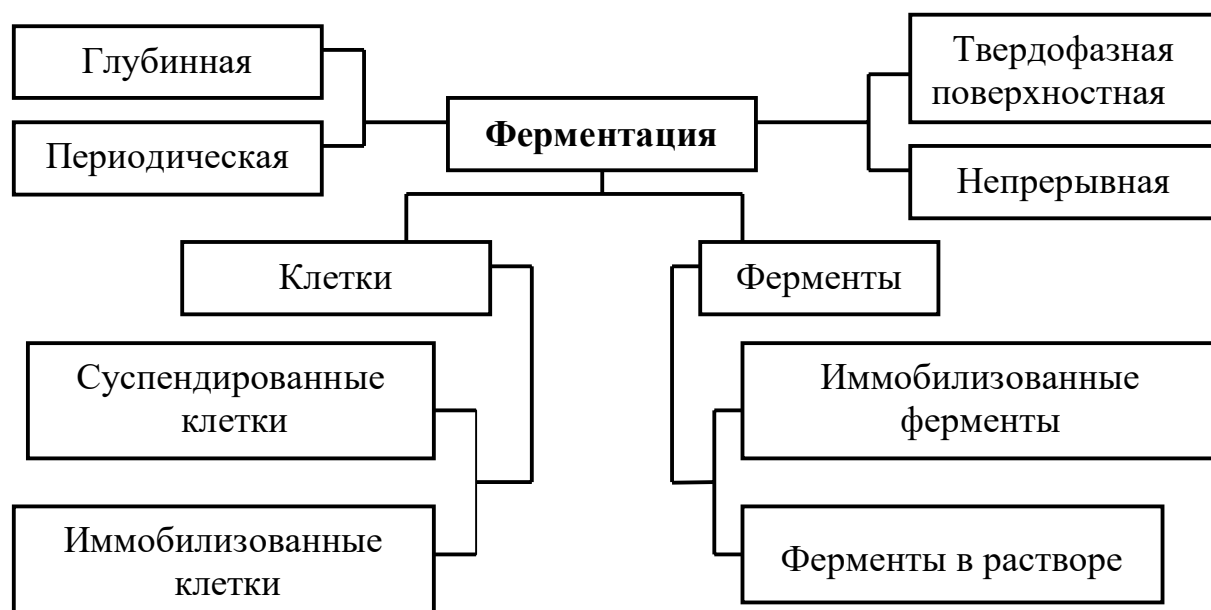 Глубинная
Периодическая
Ферментация
Твердофазная
поверхностная
Непрерывная
Клетки
Ферменты
Суспендированные
клетки
Иммобилизованные
ферменты
Иммобилизованные
клетки
Ферменты в растворе